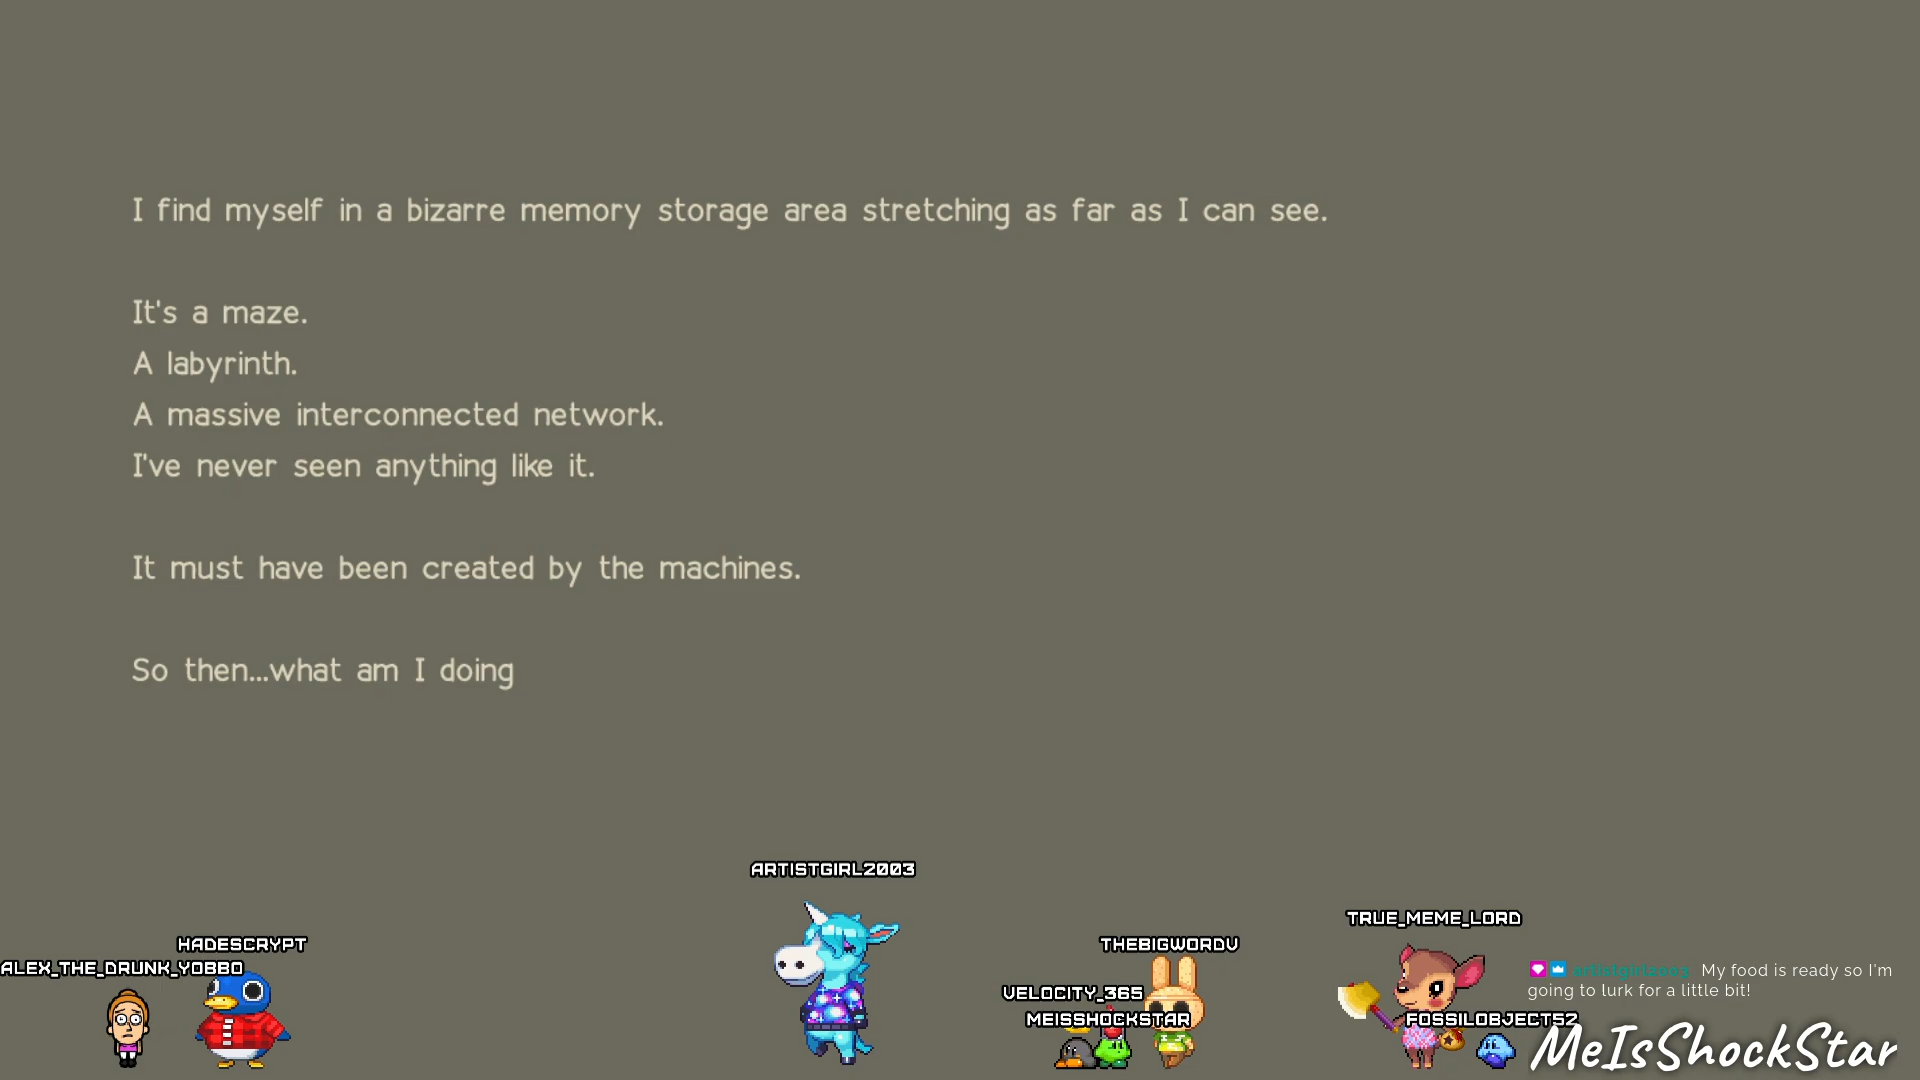 I find myself in a bizarre memory storage area stretching as far as I can see.
It's a maze.
A labyrinth.
A massive interconnected network.
I've never seen anything like it.
It must have been created by the machines.
So then...what am I doing
ARTISTGIRL2003
TRUE_MEME_LORD
HADESCRYPT
THEBIGWORDV
ALEX_THE_DRUNK_YOBBO
VELOCITY_365
MEISSHOCKSTAR
FOSSILOBJECT52
artistgirl2003 My food is ready so I'm
going to lurk for a little bit!
MeIsShockStar